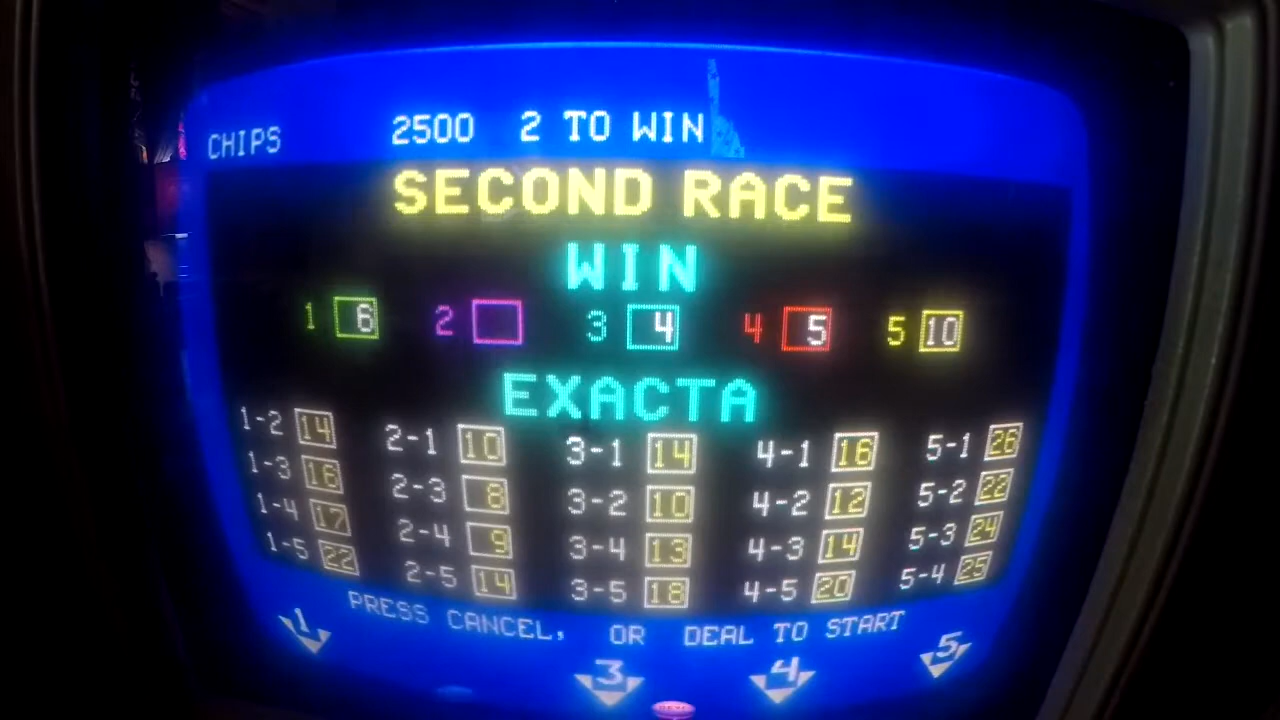 CHIPS 2500 2 TO WIN
SECOND RACE
WIN
1 6 2 3 4 4 5 5 10
EXACTA
1-2 14 2-1 10 3-1 14 4-1 16 5-1 26
1-3 16 2-3 8 3-2 10 4-2 12 5-2 22
1-4 17 2-4 9 3-4 13 4-3 14 5-3 24
1-5 22 2-5 14 3-5 18 4-5 20 5-4 25
PRESS CANCEL, OR DEAL TO START
1 3 4 5